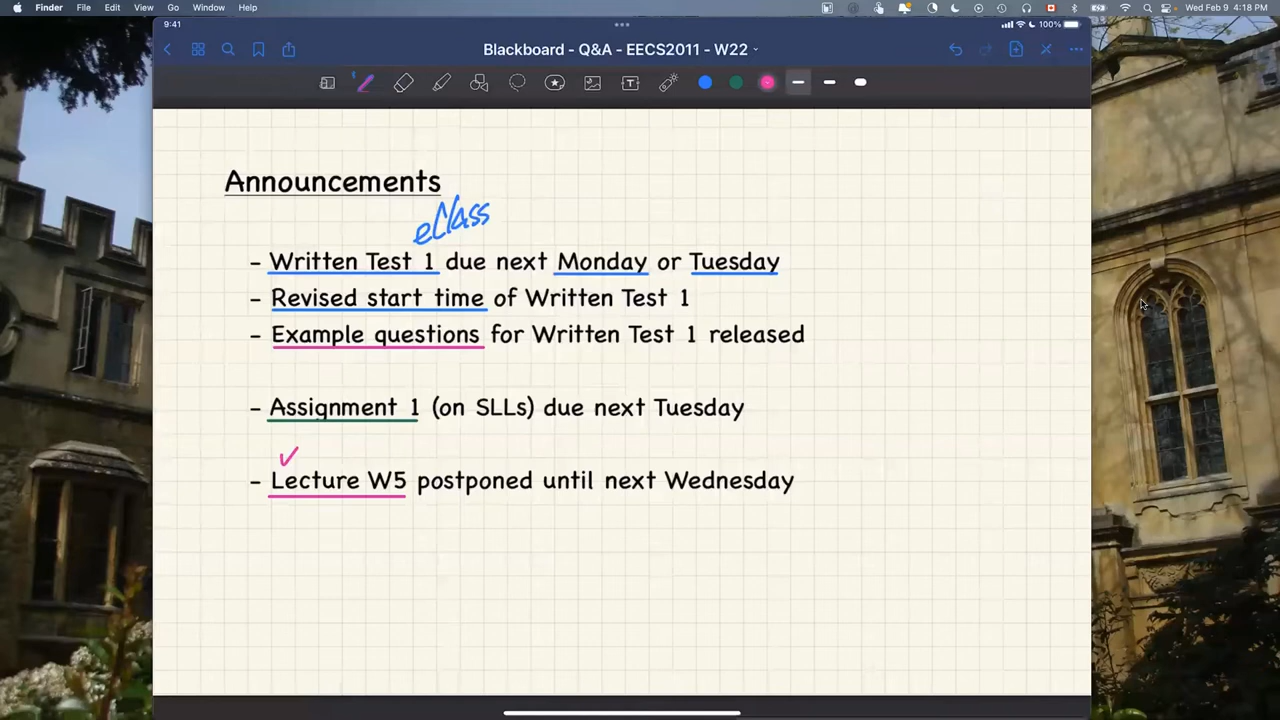 Finder File Edit View Go Window Help Wed Feb 9 4:18 PM
9:41 100%
Blackboard - Q&A - EECS2011 - W22
Announcements
eClass
- Written Test 1 due next Monday or Tuesday
- Revised start time of Written Test 1
- Example questions for Written Test 1 released
- Assignment 1 (on SLLs) due next Tuesday
- Lecture W5 postponed until next Wednesday